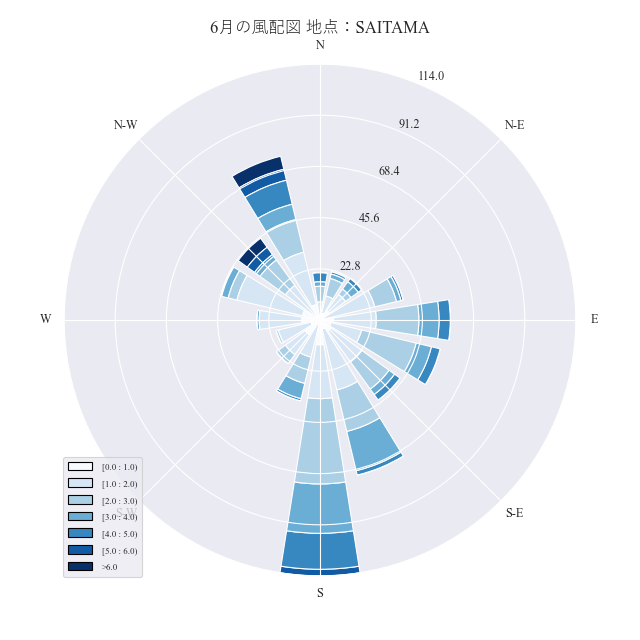 6月の風配図 地点：SAITAMA
N
114.0
N-W
91.2
N-E
68.4
45.6
22.8
W
E
S-W
S-E
S
[0.0 : 1.0)
[1.0 : 2.0)
[2.0 : 3.0)
[3.0 : 4.0)
[4.0 : 5.0)
[5.0 : 6.0)
>6.0